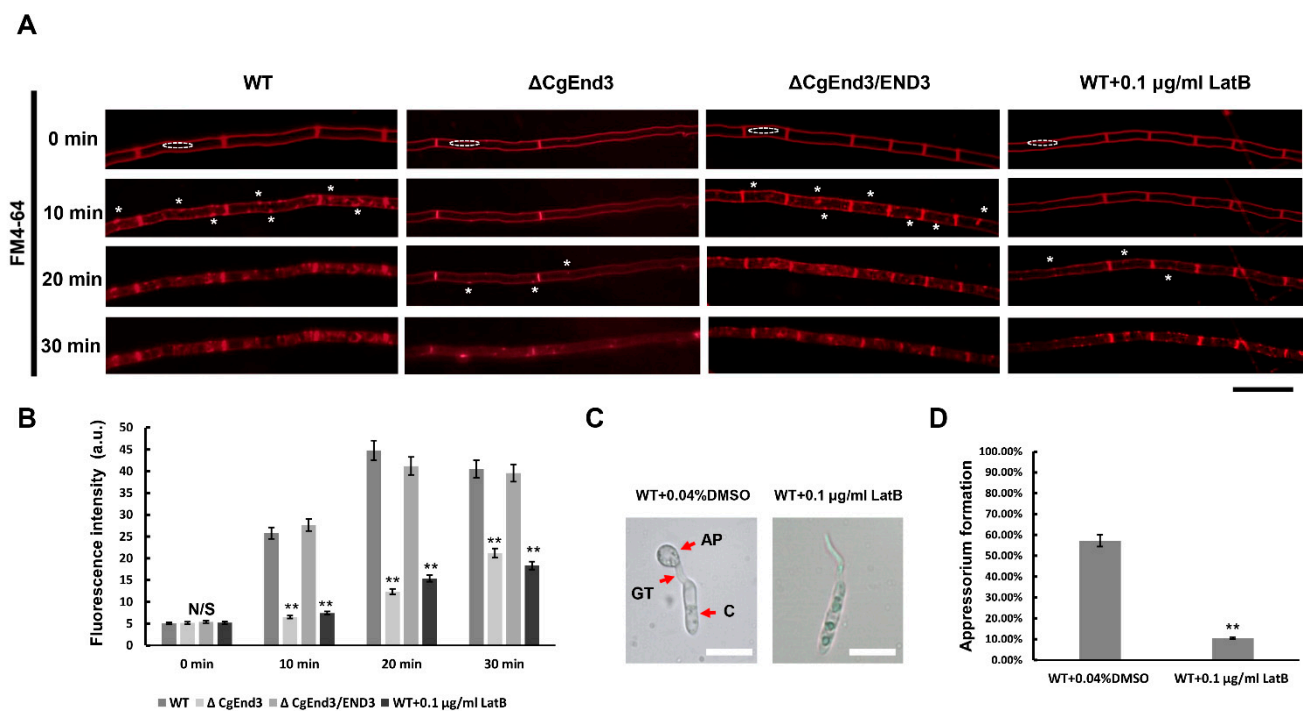 A
WT
ΔCgEnd3
ΔCgEnd3/END3
WT+0.1 µg/ml LatB
FM4-64
0 min
10 min
* * * * * * *
* * * * * * * *
20 min
* * *
* * *
30 min
B
Fluorescence intensity (a.u.)
50
45
40
35
30
25
20
15
10
5
0
N/S
** **
** **
** **
0 min 10 min 20 min 30 min
WT Δ CgEnd3 Δ CgEnd3/END3 WT+0.1 µg/ml LatB
C
WT+0.04%DMSO
WT+0.1 µg/ml LatB
AP
GT
C
D
Appressorium formation
100.00%
90.00%
80.00%
70.00%
60.00%
50.00%
40.00%
30.00%
20.00%
10.00%
0.00%
**
WT+0.04%DMSO WT+0.1 µg/ml LatB